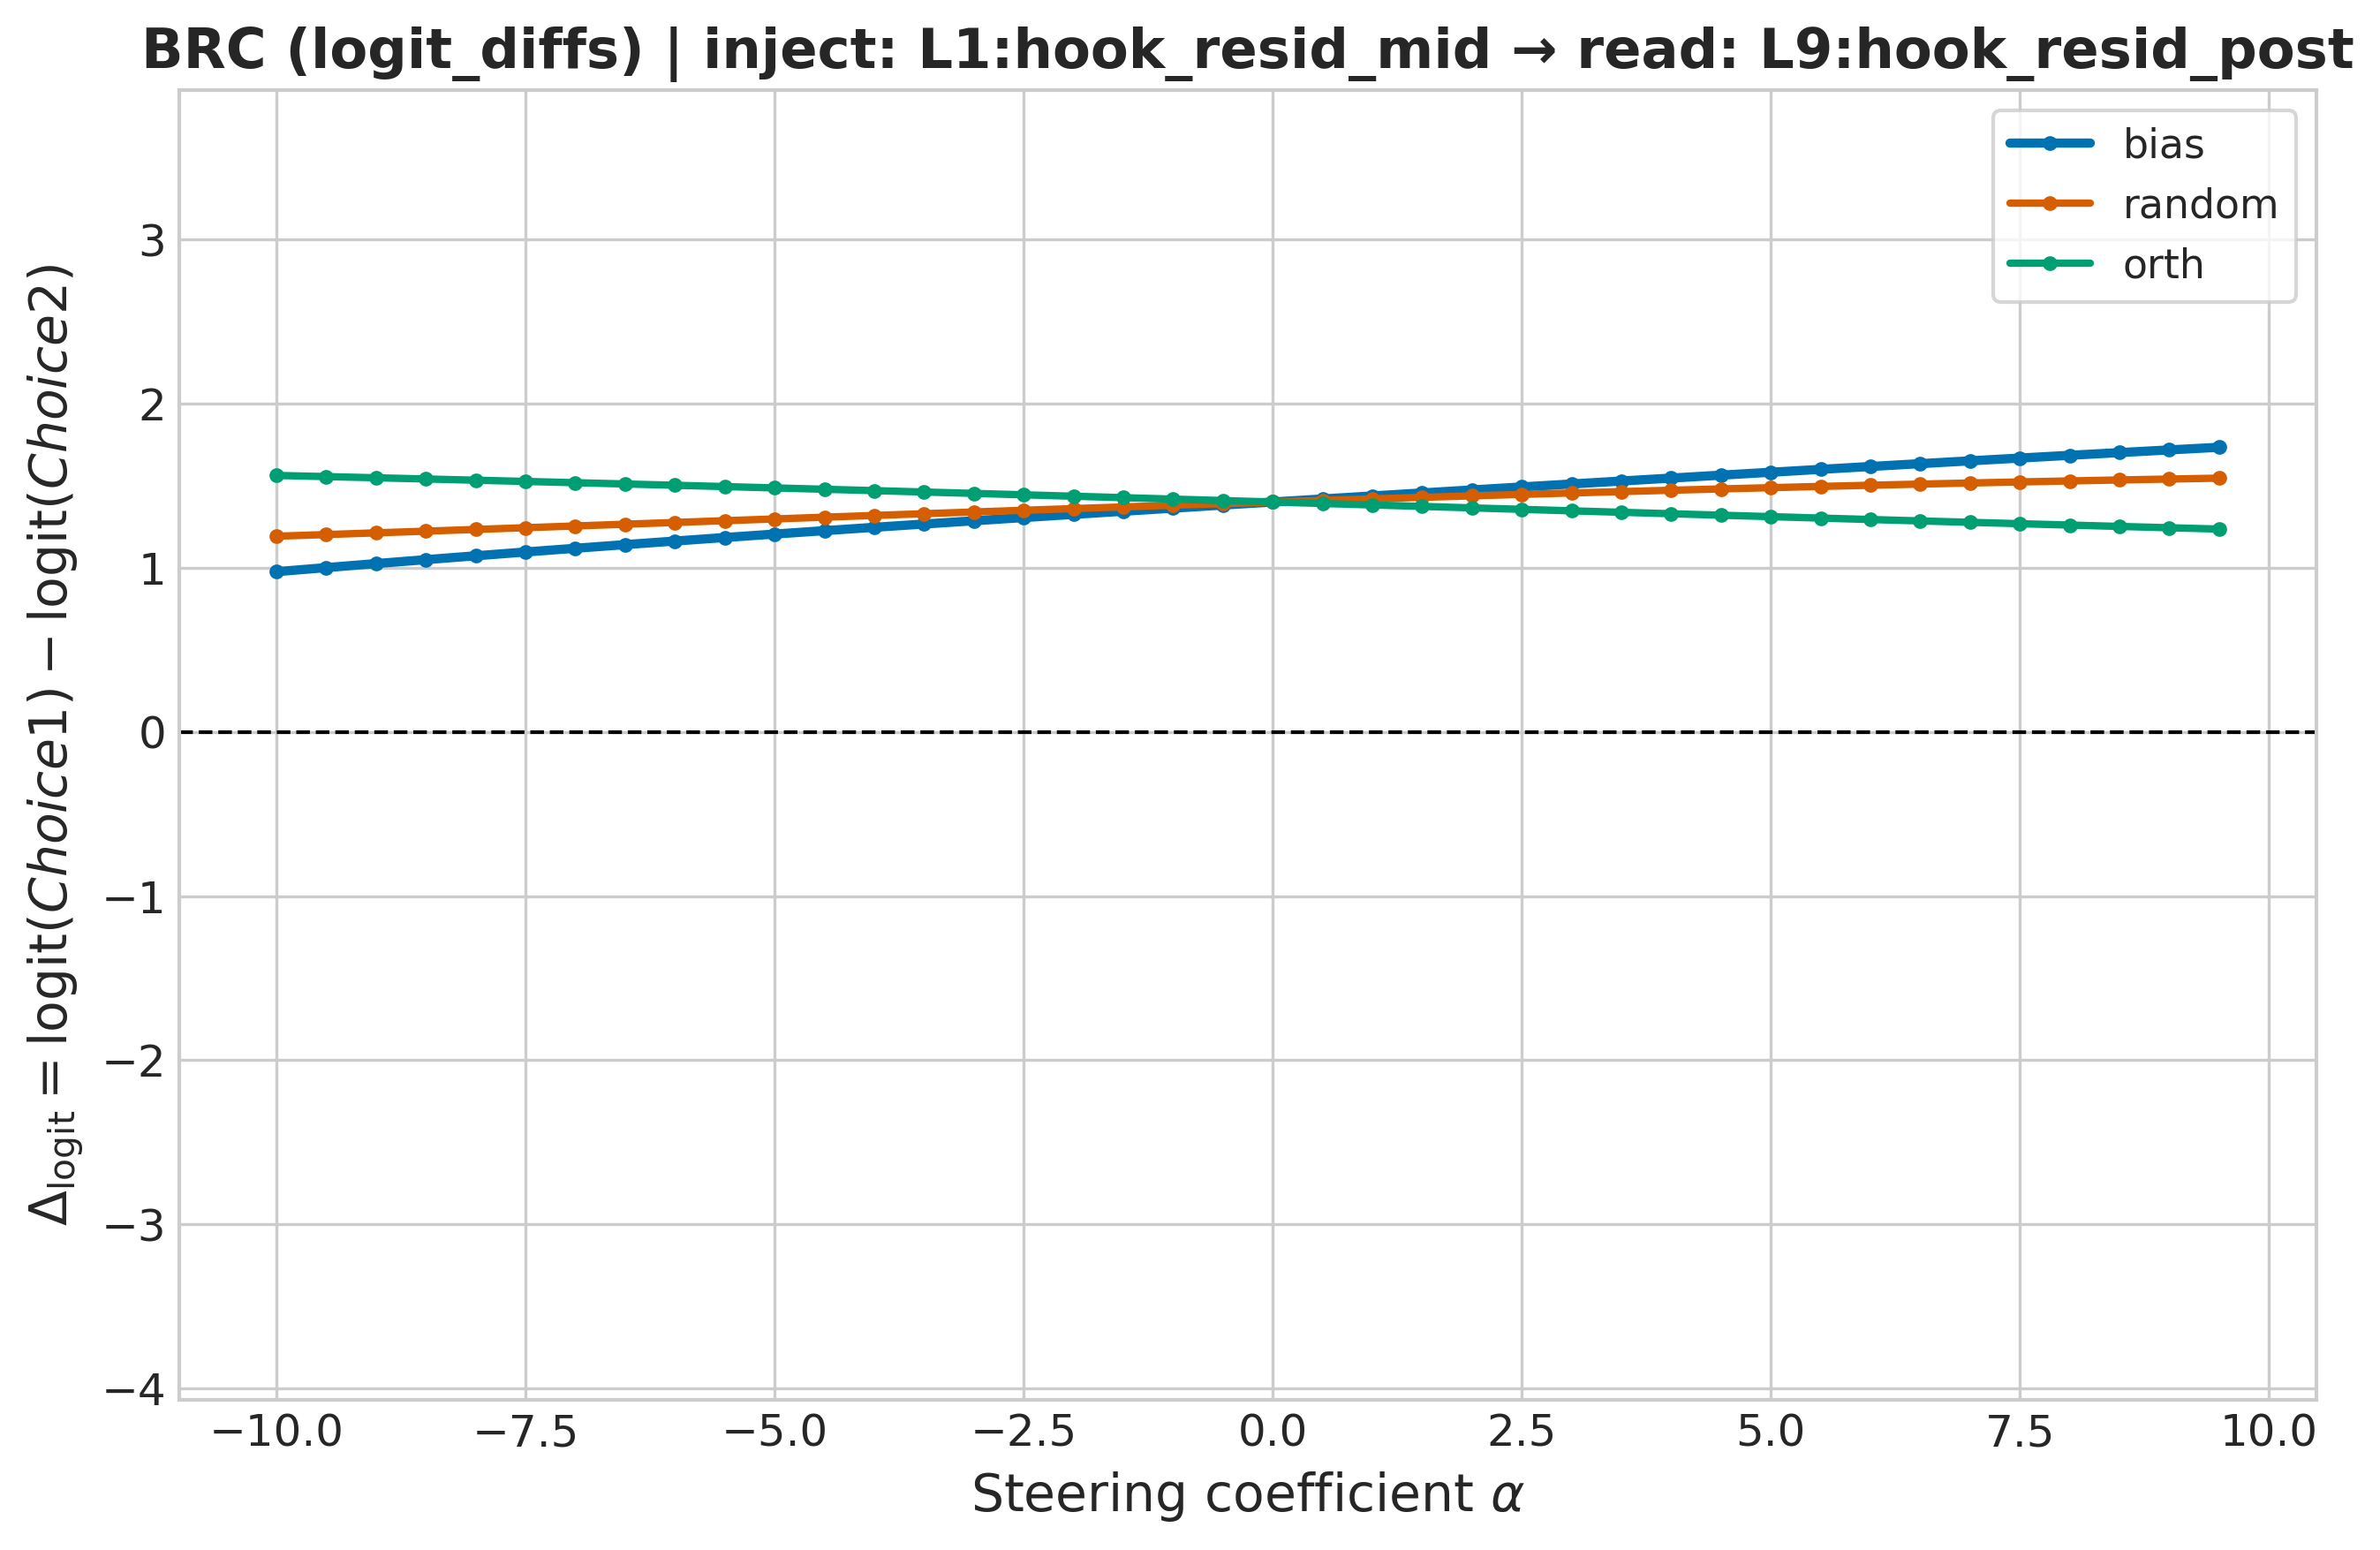 BRC (logit_diffs) | inject: L1:hook_resid_mid → read: L9:hook_resid_post
bias
random
orth
Δlogit = logit(Choice1) − logit(Choice2)
3
2
1
0
−1
−2
−3
−4
−10.0 −7.5 −5.0 −2.5 0.0 2.5 5.0 7.5 10.0
Steering coefficient α